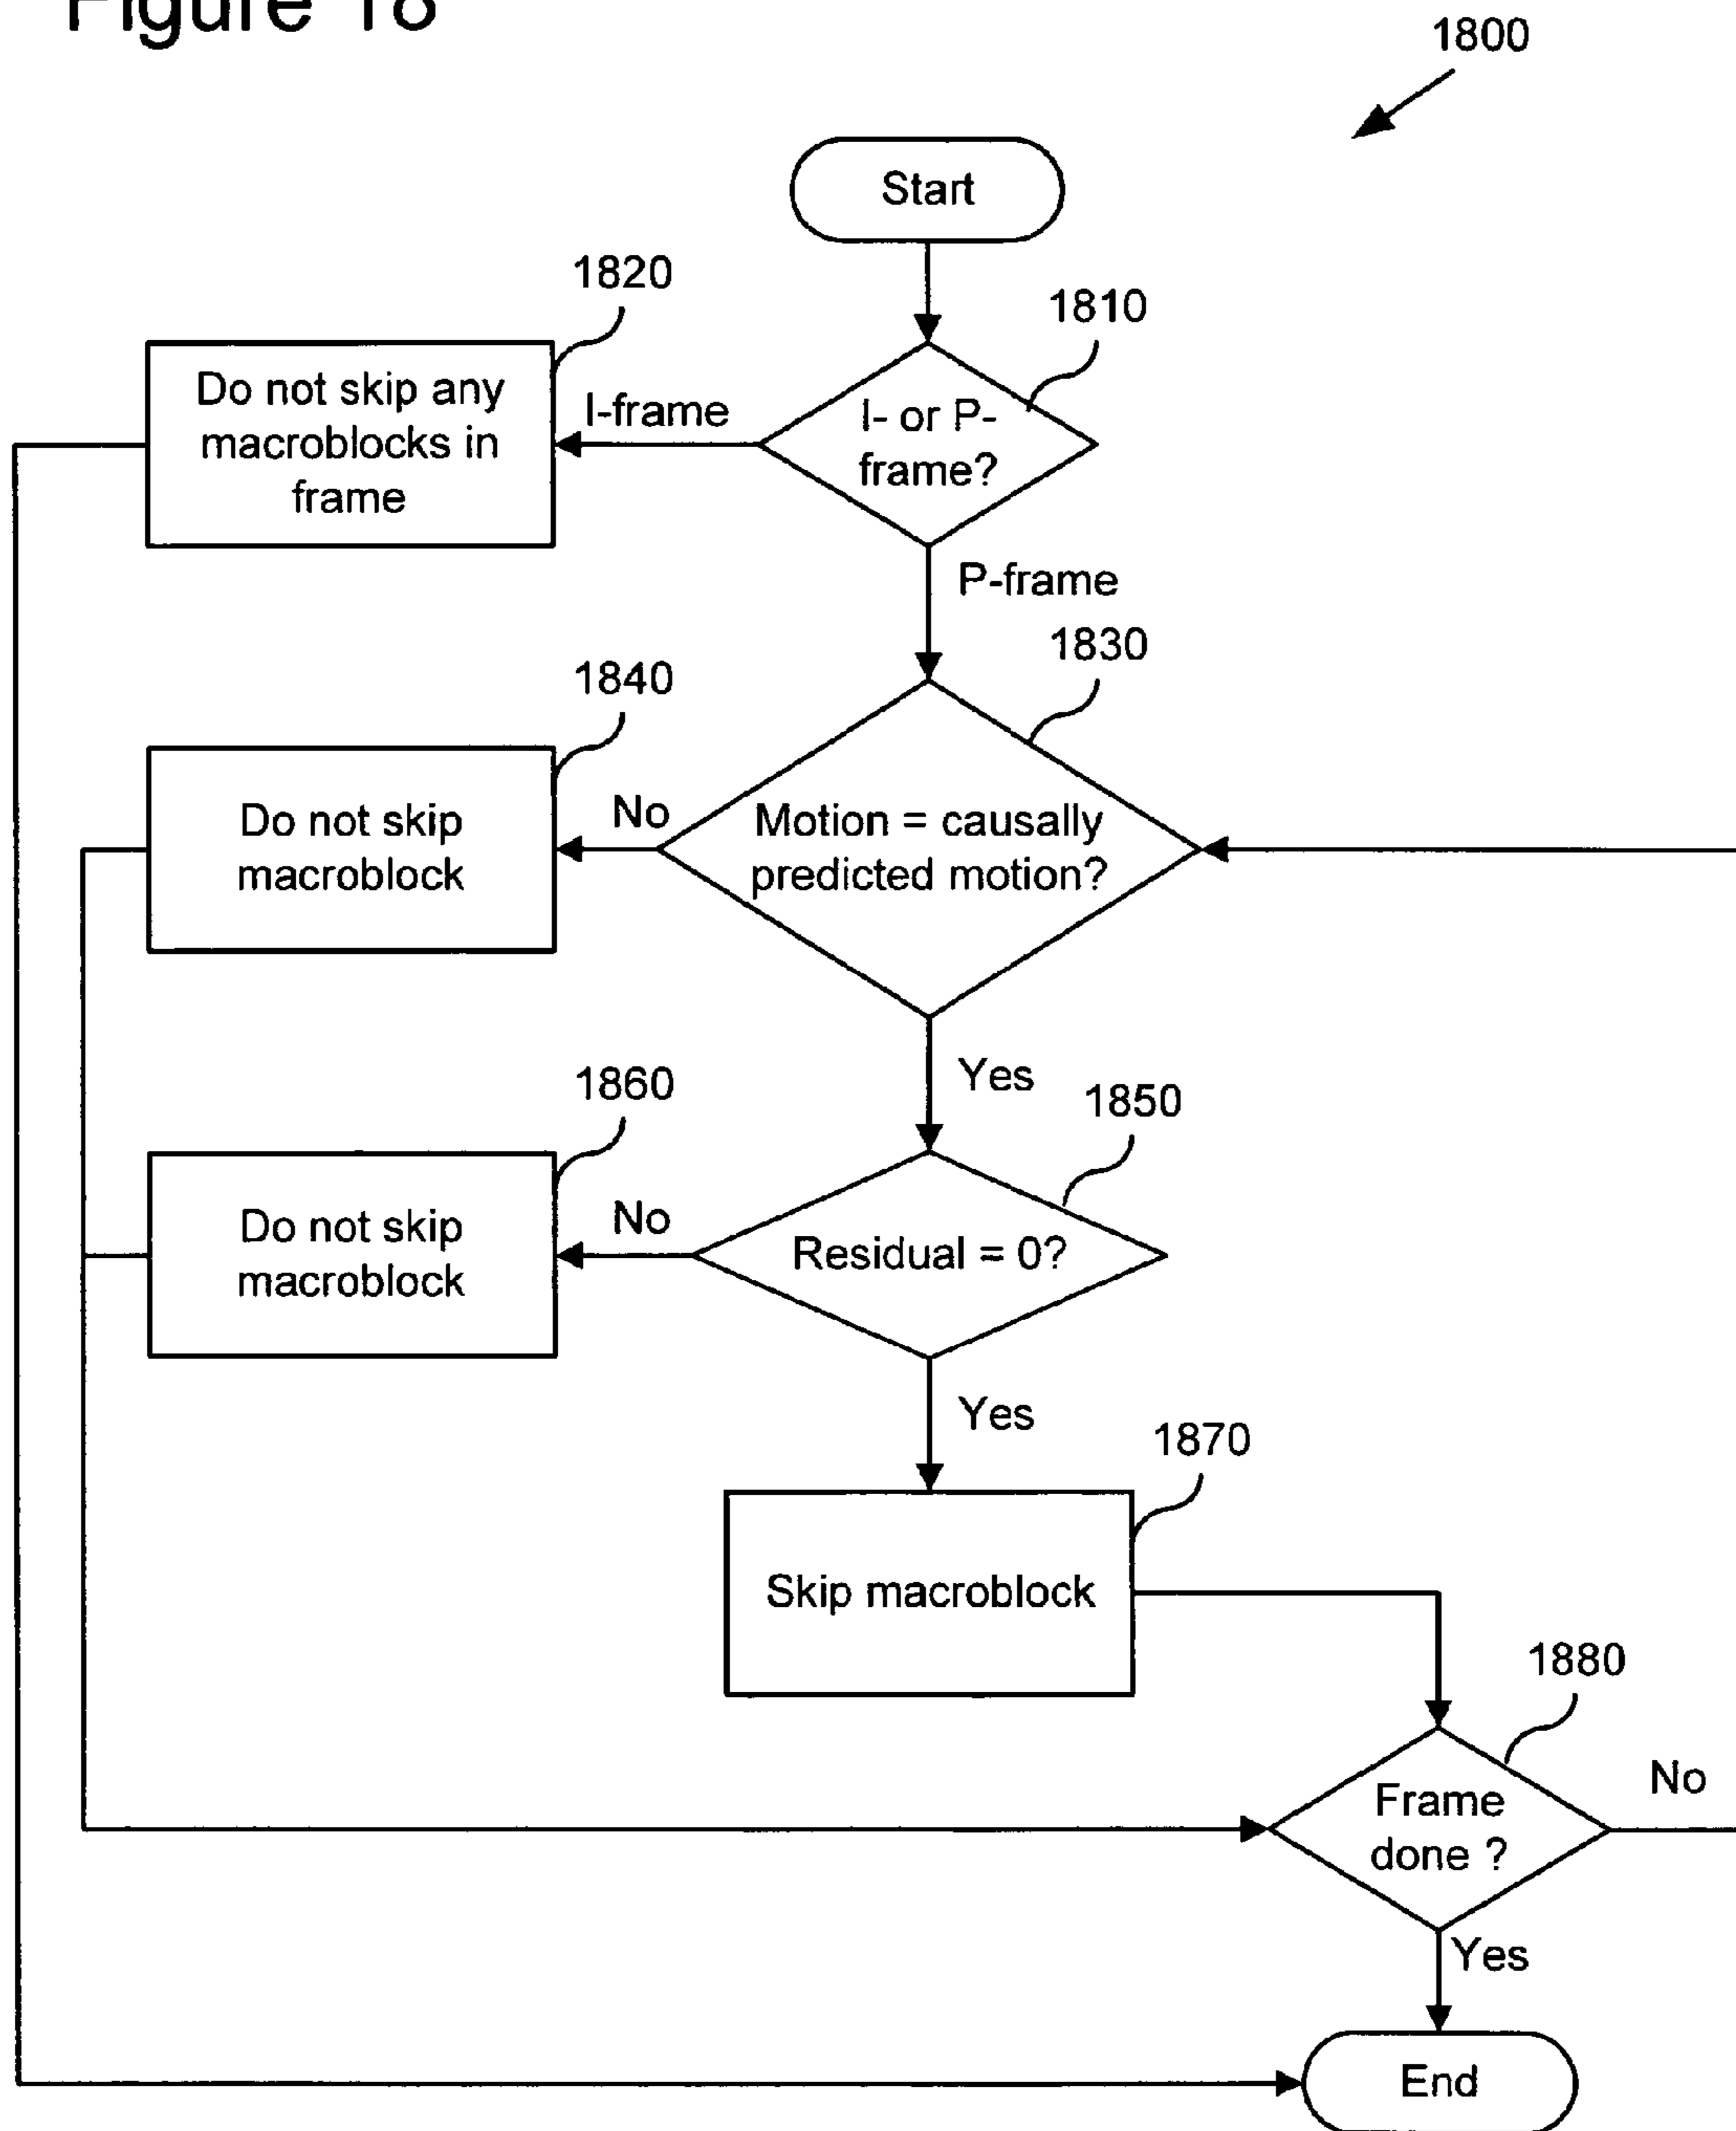 Figure 18
1800
Start
1820
1810
Do not skip any
macroblocks in
frame
I-frame
I- or P-
frame?
P-frame
1830
1840
Do not skip
macroblock
No
Motion = causally
predicted motion?
Yes
1850
1860
Do not skip
macroblock
No
Residual = 0?
Yes
1870
Skip macroblock
1880
Frame
done ?
No
Yes
End